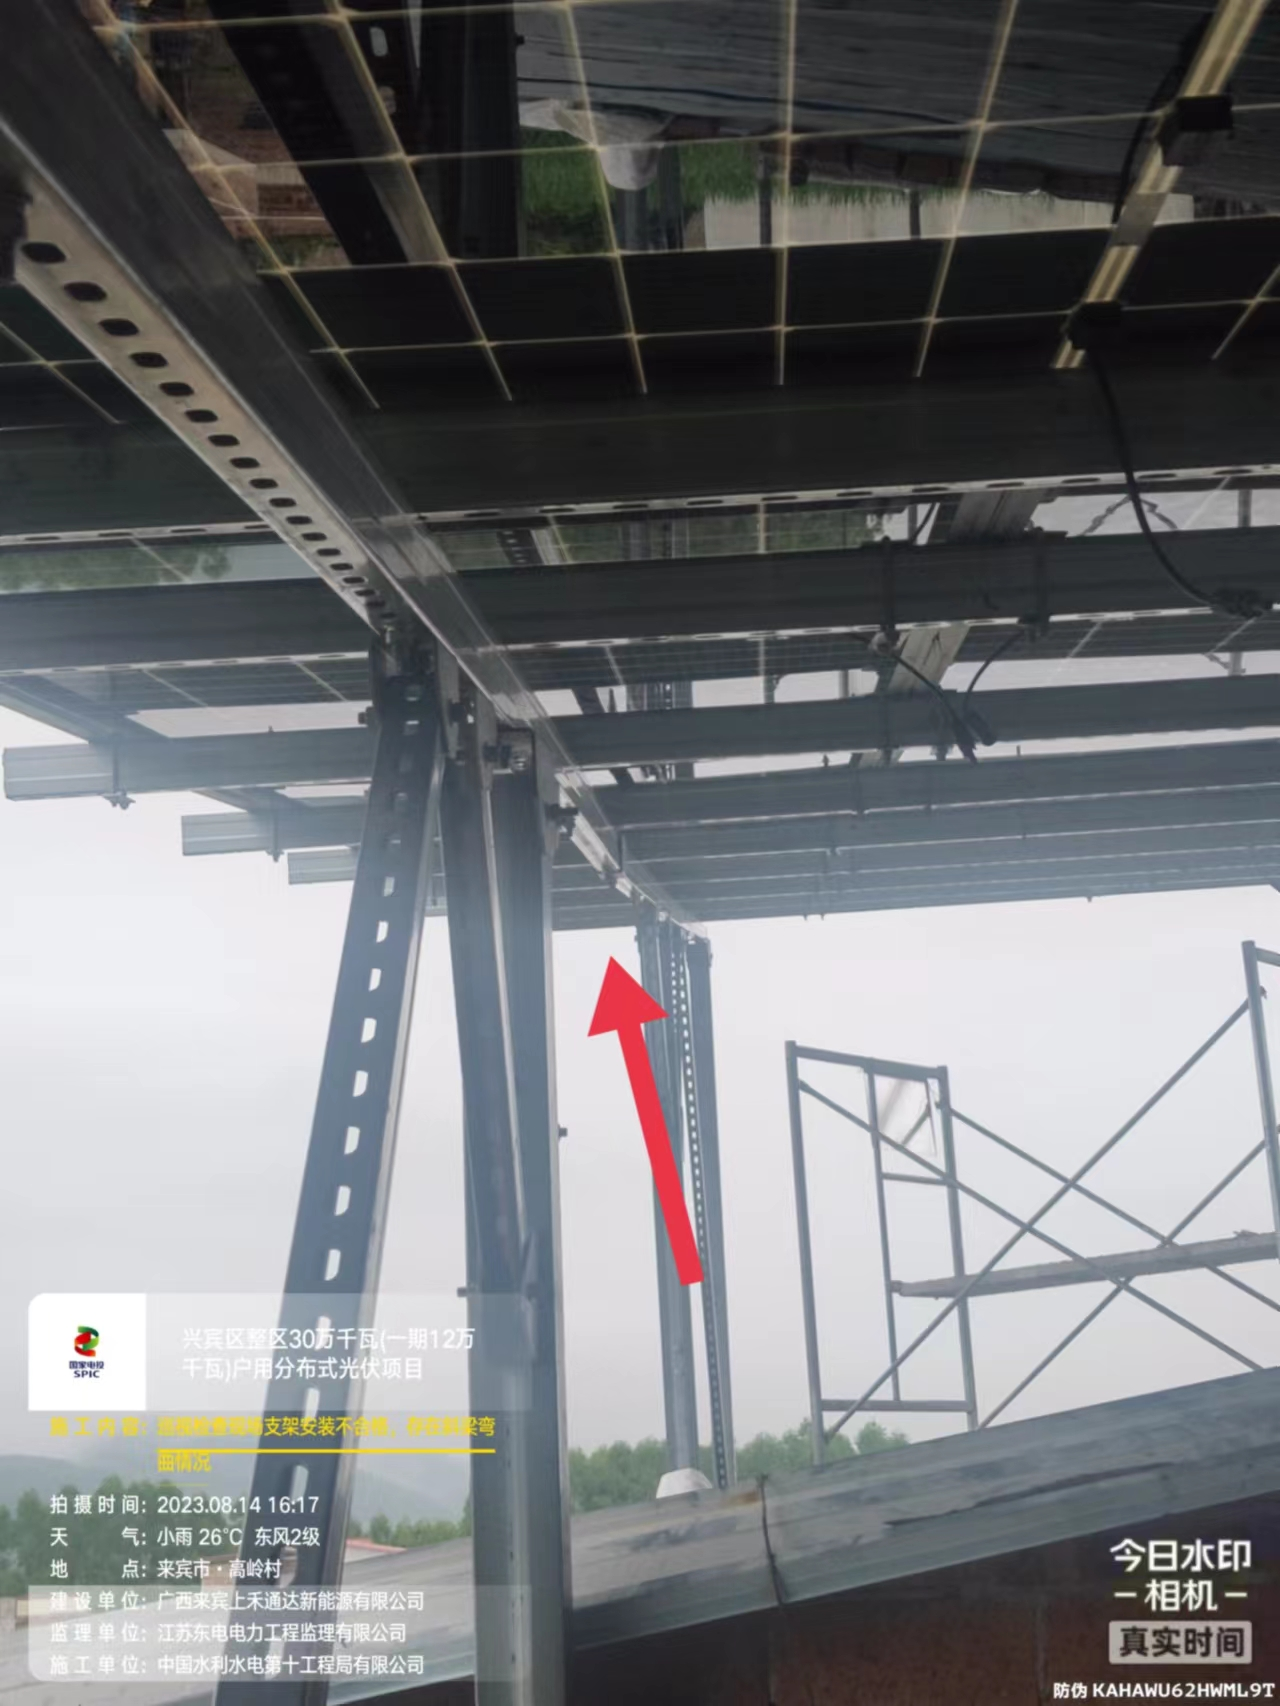 国家电投
SPIC
兴宾区整区30万千瓦(一期12万
千瓦)户用分布式光伏项目
施工内容：巡视检查现场支架安装不合格，存在斜梁弯
曲情况
拍摄时间：2023.08.14 16:17
天气：小雨 26℃ 东风2级
地点：来宾市·高岭村
建设单位：广西来宾上禾通达新能源有限公司
监理单位：江苏东电电力工程监理有限公司
施工单位：中国水利水电第十工程局有限公司
今日水印
-相机-
真实时间
防伪 KAHAWU62HWML9T